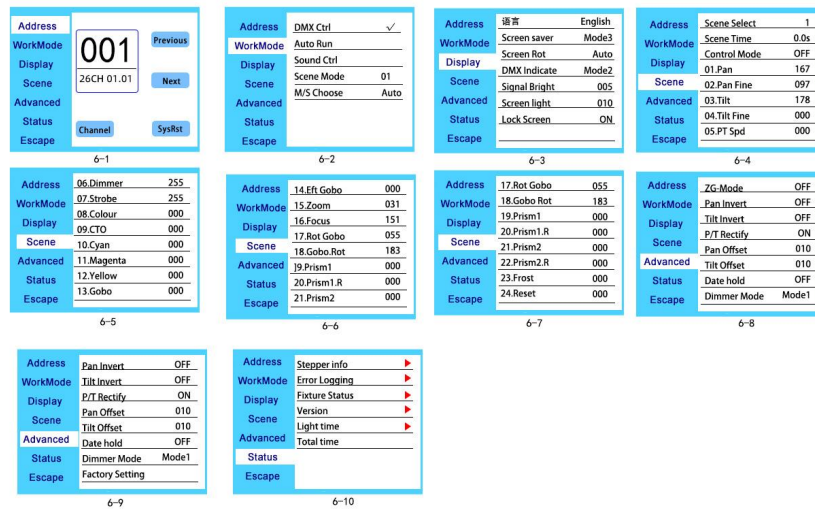 Address
WorkMode
Display
Scene
Advanced
Status
Escape
001
26CH 01.01
Previous
Next
Channel
SysRst
6-1
Address
WorkMode
Display
Scene
Advanced
Status
Escape
DMX Ctrl ✓
Auto Run
Sound Ctrl
Scene Mode 01
M/S Choose Auto
6-2
Address
WorkMode
Display
Scene
Advanced
Status
Escape
语言 English
Screen saver Mode3
Screen Rot Auto
DMX Indicate Mode2
Signal Bright 005
Screen light 010
Lock Screen ON
6-3
Address
WorkMode
Display
Scene
Advanced
Status
Escape
Scene Select 1
Scene Time 0.0s
Control Mode OFF
01.Pan 167
02.Pan Fine 097
03.Tilt 178
04.Tilt Fine 000
05.PT Spd 000
6-4
Address
WorkMode
Display
Scene
Advanced
Status
Escape
06.Dimmer 255
07.Strobe 255
08.Colour 000
09.CTO 000
10.Cyan 000
11.Magenta 000
12.Yellow 000
13.Gobo 000
6-5
Address
WorkMode
Display
Scene
Advanced
Status
Escape
14.Eft Gobo 000
15.Zoom 031
16.Focus 151
17.Rot Gobo 055
18.Gobo.Rot 183
J9.Prism1 000
20.Prism1.R 000
21.Prism2 000
6-6
Address
WorkMode
Display
Scene
Advanced
Status
Escape
17.Rot Gobo 055
18.Gobo Rot 183
19.Prism1 000
20.Prism1.R 000
21.Prism2 000
22.Prism2.R 000
23.Frost 000
24.Reset 000
6-7
Address
WorkMode
Display
Scene
Advanced
Status
Escape
ZG-Mode OFF
Pan Invert OFF
Tilt Invert OFF
P/T Rectify ON
Pan Offset 010
Tilt Offset 010
Date hold OFF
Dimmer Mode Mode1
6-8
Address
WorkMode
Display
Scene
Advanced
Status
Escape
Pan Invert OFF
Tilt Invert OFF
P/T Rectify ON
Pan Offset 010
Tilt Offset 010
Date hold OFF
Dimmer Mode Mode1
Factory Setting
6-9
Address
WorkMode
Display
Scene
Advanced
Status
Escape
Stepper info
Error Logging
Fixture Status
Version
Light time
Total time
6-10